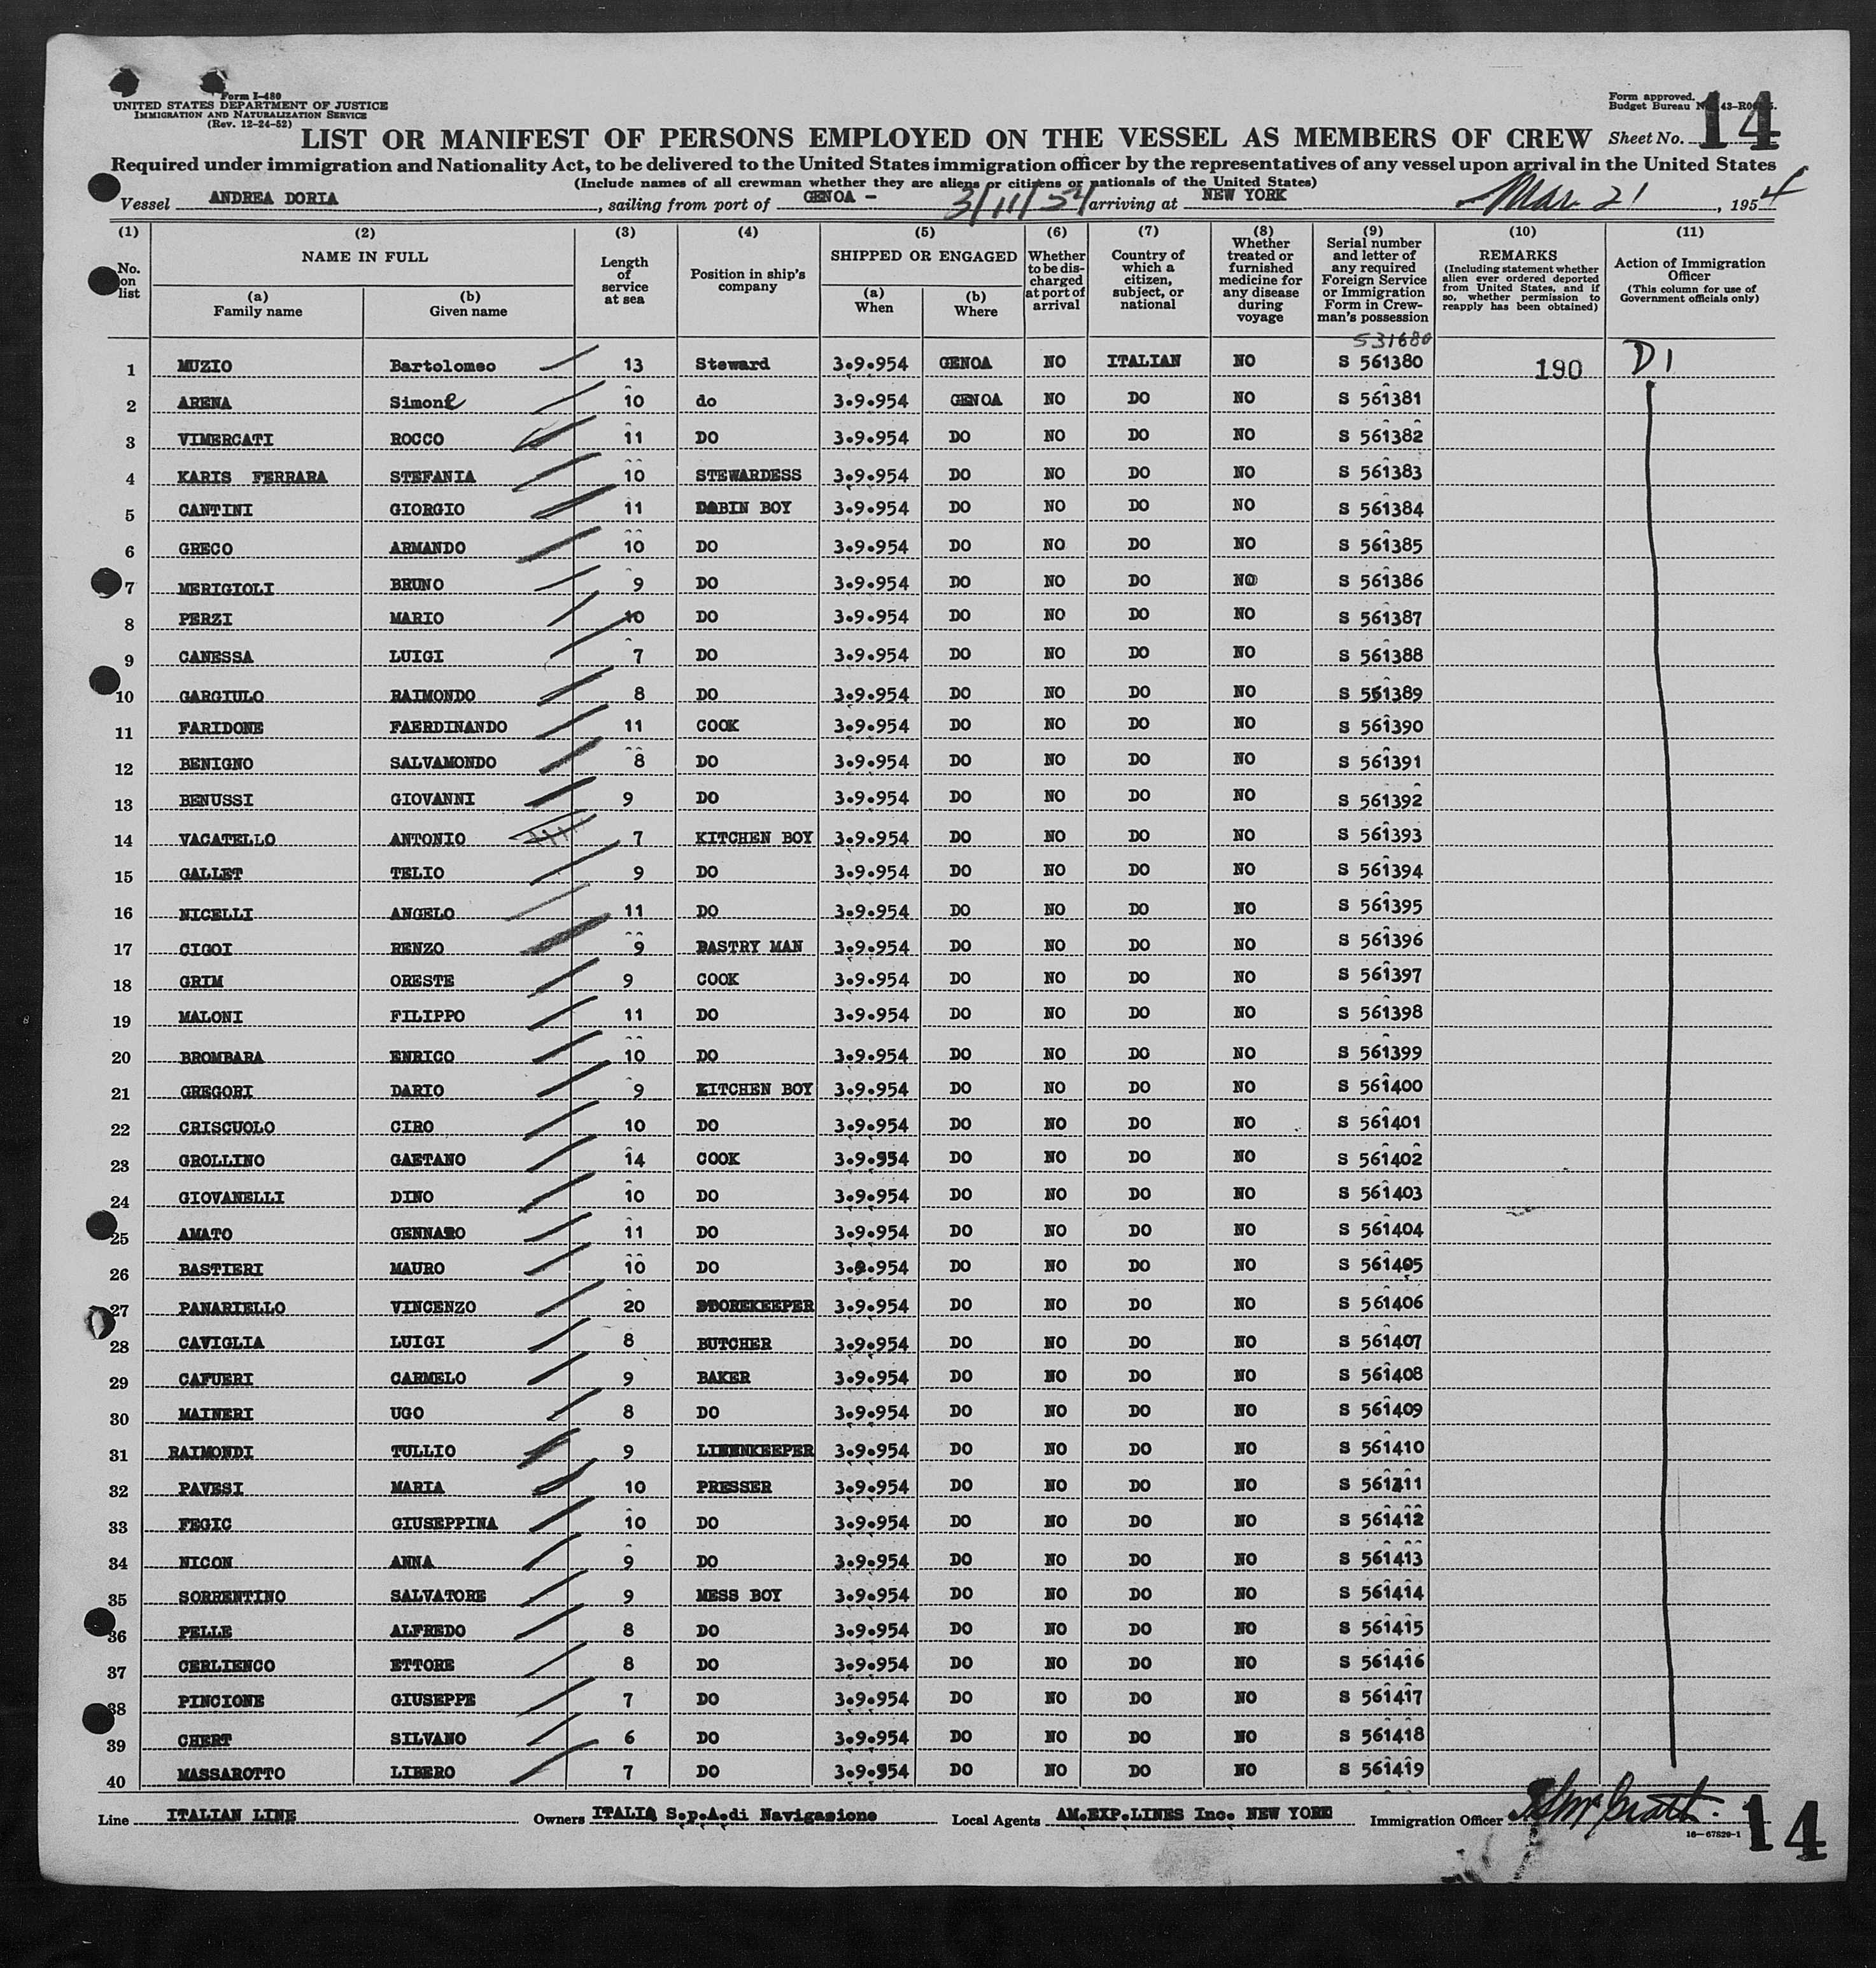 Form I-480
UNITED STATES DEPARTMENT OF JUSTICE
IMMIGRATION AND NATURALIZATION SERVICE
(Rev. 12-24-52)
Form approved.
Budget Bureau
LIST OR MANIFEST OF PERSONS EMPLOYED ON THE VESSEL AS MEMBERS OF CREW Sheet No. 14
Required under immigration and Nationality Act, to be delivered to the United States immigration officer by the representatives of any vessel upon arrival in the United States
(Include names of all crewman whether they are aliens or citizens or nationals of the United States)
Vessel ANDREA DORIA, sailing from port of GENOA - 3/11/54 arriving at NEW YORK Mar 21, 1954
(1) (2) (3) (4) (5) (6) (7) (8) (9) (10) (11)
No. on list NAME IN FULL (a) Family name (b) Given name Length of service at sea Position in ship's company SHIPPED OR ENGAGED (a) When (b) Where Whether to be discharged at port of arrival Country of which a citizen, subject, or national Whether treated or furnished medicine for any disease during voyage Serial number and letter of any required Foreign Service or Immigration Form in Crewman's possession REMARKS (Including statement whether alien ever ordered deported from United States, and if so, whether permission to reapply has been obtained) Action of Immigration Officer (This column for use of Government officials only)
531680
1 MUZIO Bartolomeo 13 Steward 3.9.954 GENOA NO ITALIAN NO S 561380 190 D1
2 ARENA Simone 10 do 3.9.954 GENOA NO DO NO S 561381
3 VIMERCATI ROCCO 11 DO 3.9.954 DO NO DO NO S 561382
4 KARIS FERRARA STEFANIA 10 STEWARDESS 3.9.954 DO NO DO NO S 561383
5 CANTINI GIORGIO 11 CABIN BOY 3.9.954 DO NO DO NO S 561384
6 GRECO ARMANDO 10 DO 3.9.954 DO NO DO NO S 561385
7 MERIGIOLI BRUNO 9 DO 3.9.954 DO NO DO NO S 561386
8 PERZI MARIO 10 DO 3.9.954 DO NO DO NO S 561387
9 CANESSA LUIGI 7 DO 3.9.954 DO NO DO NO S 561388
10 GARGIULO RAIMONDO 8 DO 3.9.954 DO NO DO NO S 561389
11 FARIDONE FAERDINANDO 11 COOK 3.9.954 DO NO DO NO S 561390
12 BENIGNO SALVAMONDO 8 DO 3.9.954 DO NO DO NO S 561391
13 BENUSSI GIOVANNI 9 DO 3.9.954 DO NO DO NO S 561392
14 VACATELLO ANTONIO 7 KITCHEN BOY 3.9.954 DO NO DO NO S 561393
15 GALLET TELIO 9 DO 3.9.954 DO NO DO NO S 561394
16 NICELLI ANGELO 11 DO 3.9.954 DO NO DO NO S 561395
17 CIGOI RENZO 9 PASTRY MAN 3.9.954 DO NO DO NO S 561396
18 GRIM ORESTE 9 COOK 3.9.954 DO NO DO NO S 561397
19 MALONI FILIPPO 11 DO 3.9.954 DO NO DO NO S 561398
20 BROMBARA ENRICO 10 DO 3.9.954 DO NO DO NO S 561399
21 GREGORI DARIO 9 KITCHEN BOY 3.9.954 DO NO DO NO S 561400
22 CRISCUOLO CIRO 10 DO 3.9.954 DO NO DO NO S 561401
23 GROLLINO GAETANO 14 COOK 3.9.954 DO NO DO NO S 561402
24 GIOVANELLI DINO 10 DO 3.9.954 DO NO DO NO S 561403
25 AMATO GENNARO 11 DO 3.9.954 DO NO DO NO S 561404
26 BASTIERI MAURO 10 DO 3.9.954 DO NO DO NO S 561405
27 PANARIELLO VINCENZO 20 STOREKEEPER 3.9.954 DO NO DO NO S 561406
28 CAVIGLIA LUIGI 8 BUTCHER 3.9.954 DO NO DO NO S 561407
29 CAFUERI CARMELO 9 BAKER 3.9.954 DO NO DO NO S 561408
30 MAINERI UGO 8 DO 3.9.954 DO NO DO NO S 561409
31 RAIMONDI TULLIO 9 LINENKEEPER 3.9.954 DO NO DO NO S 561410
32 PAVESI MARIA 10 PRESSER 3.9.954 DO NO DO NO S 561411
33 FEGIC GIUSEPPINA 10 DO 3.9.954 DO NO DO NO S 561412
34 NICON ANNA 9 DO 3.9.954 DO NO DO NO S 561413
35 SORRENTINO SALVATORE 9 MESS BOY 3.9.954 DO NO DO NO S 561414
36 PELLE ALFREDO 8 DO 3.9.954 DO NO DO NO S 561415
37 CERLIENCO ETTORE 8 DO 3.9.954 DO NO DO NO S 561416
38 PINCIONE GIUSEPPE 7 DO 3.9.954 DO NO DO NO S 561417
39 CHERT SILVANO 6 DO 3.9.954 DO NO DO NO S 561418
40 MASSAROTTO LIBERO 7 DO 3.9.954 DO NO DO NO S 561419
Line ITALIAN LINE Owners ITALIA S.p.A.di Navigazione Local Agents AM.EXP.LINES Inc. NEW YORK Immigration Officer
16-67829-1 14